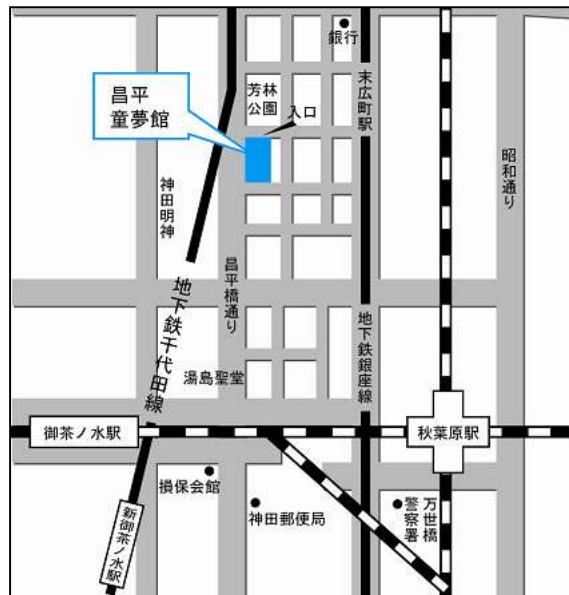 銀行
昌平
童夢館
芳林
公園
入口
末広町駅
昭和通り
神田明神
昌平橋通り
地下鉄千代田線
地下鉄銀座線
湯島聖堂
御茶ノ水駅
秋葉原駅
損保会館
神田郵便局
万世橋
警察署
新御茶ノ水駅